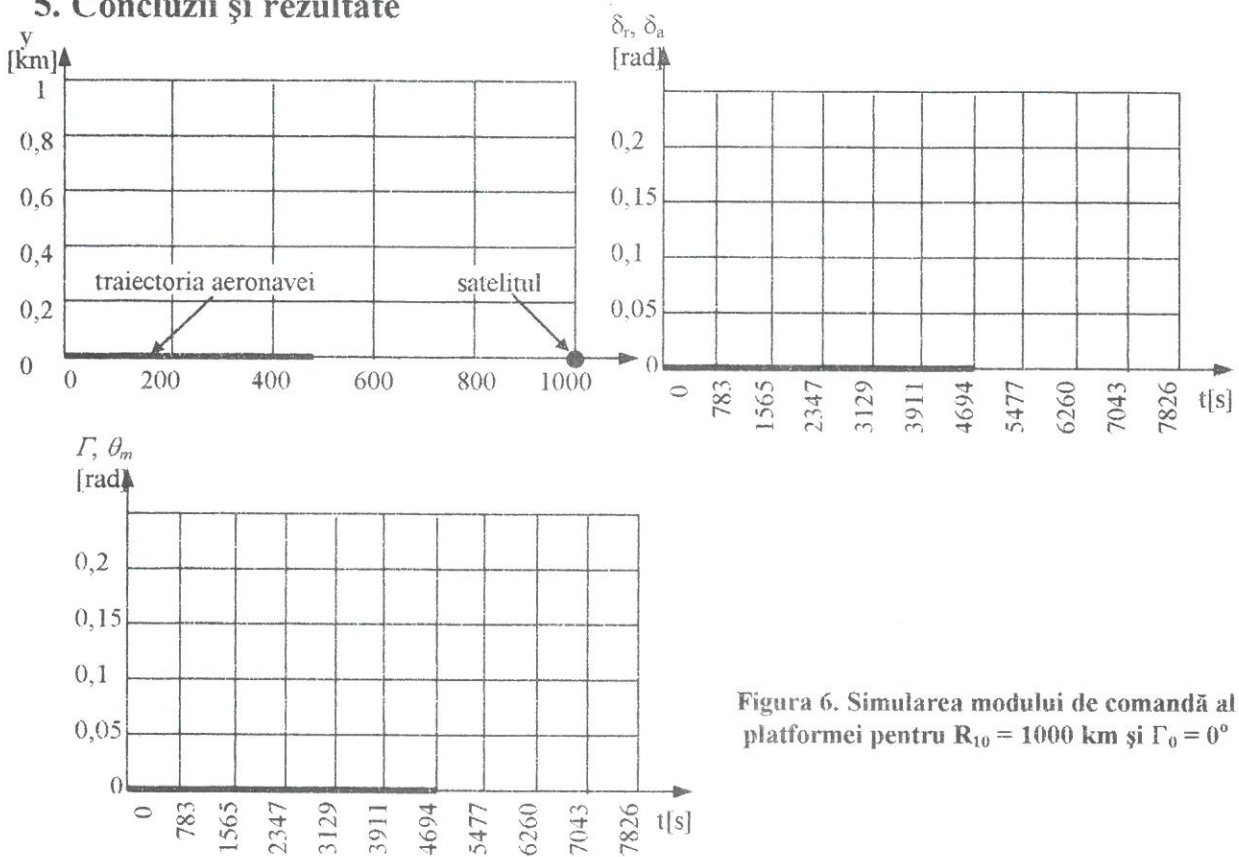 5. Concluzii și rezultate
y
[km]
1
0,8
0,6
0,4
0,2
0
traiectoria aeronavei
satelitul
0 200 400 600 800 1000
δr, δa
[rad]
0,2
0,15
0,1
0,05
0
0 783 1565 2347 3129 3911 4694 5477 6260 7043 7826 t[s]
Γ, θm
[rad]
0,2
0,15
0,1
0,05
0
0 783 1565 2347 3129 3911 4694 5477 6260 7043 7826 t[s]
Figura 6. Simularea modului de comandă al
platformei pentru R10 = 1000 km și Γ0 = 0º